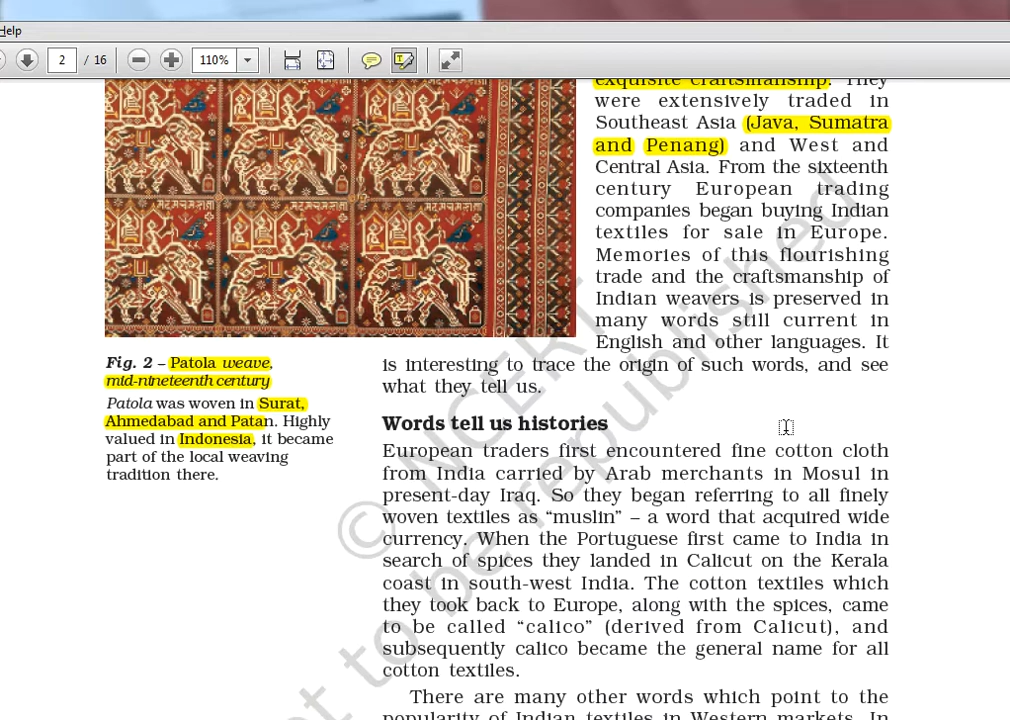 Help
2 / 16
110%
exquisite craftsmanship. They
were extensively traded in
Southeast Asia (Java, Sumatra
and Penang) and West and
Central Asia. From the sixteenth
century European trading
companies began buying Indian
textiles for sale in Europe.
Memories of this flourishing
trade and the craftsmanship of
Indian weavers is preserved in
many words still current in
English and other languages. It
is interesting to trace the origin of such words, and see
what they tell us.
Fig. 2 – Patola weave,
mid-nineteenth century
Patola was woven in Surat,
Ahmedabad and Patan. Highly
valued in Indonesia, it became
part of the local weaving
tradition there.
Words tell us histories
European traders first encountered fine cotton cloth
from India carried by Arab merchants in Mosul in
present-day Iraq. So they began referring to all finely
woven textiles as “muslin” – a word that acquired wide
currency. When the Portuguese first came to India in
search of spices they landed in Calicut on the Kerala
coast in south-west India. The cotton textiles which
they took back to Europe, along with the spices, came
to be called “calico” (derived from Calicut), and
subsequently calico became the general name for all
cotton textiles.
There are many other words which point to the
popularity of Indian textiles in Western markets. In
© NCERT
not to be republished